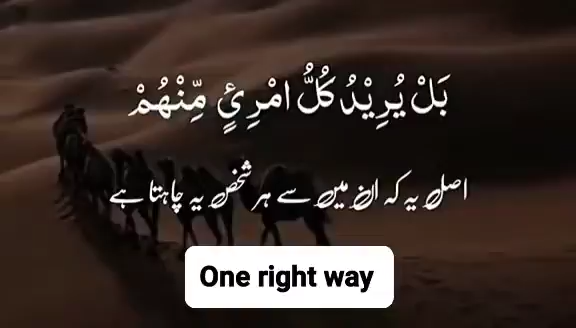 بَلْ يُرِيْدُ كُلُّ امْرِئٍ مِّنْهُمْ
اصل یہ کہ ان میں سے ہر شخص یہ چاہتا ہے
One right way